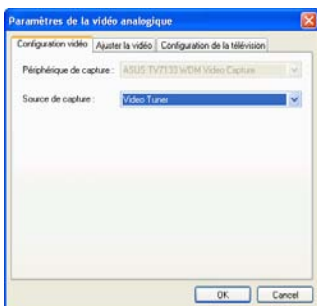 Paramètres de la vidéo analogique
Configuration vidéo Ajuster la vidéo Configuration de la télévision
Périphérique de capture : ASUS TV7133 WDM Video Capture
Source de capture : Video Tuner
OK Cancel